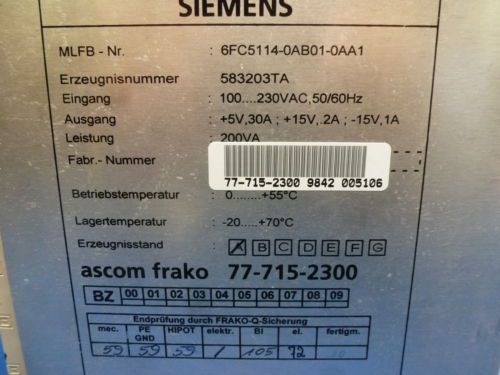 SIEMENS
MLFB - Nr. : 6FC5114-0AB01-0AA1
Erzeugnisnummer : 583203TA
Eingang : 100....230VAC,50/60Hz
Ausgang : +5V,30A ; +15V,.2A ; -15V,1A
Leistung : 200VA
Fabr.- Nummer
77-715-2300 9842 005106
Betriebstemperatur : 0........+55°C
Lagertemperatur : -20.....+70°C
Erzeugnisstand : A B C D E F G
ascom frako 77-715-2300
BZ 00 01 02 03 04 05 06 07 08 09
Endprüfung durch FRAKO-Q-Sicherung
mec. PE GND HIPOT elektr. BI el. fertigm.
59 59 59 / 105 72